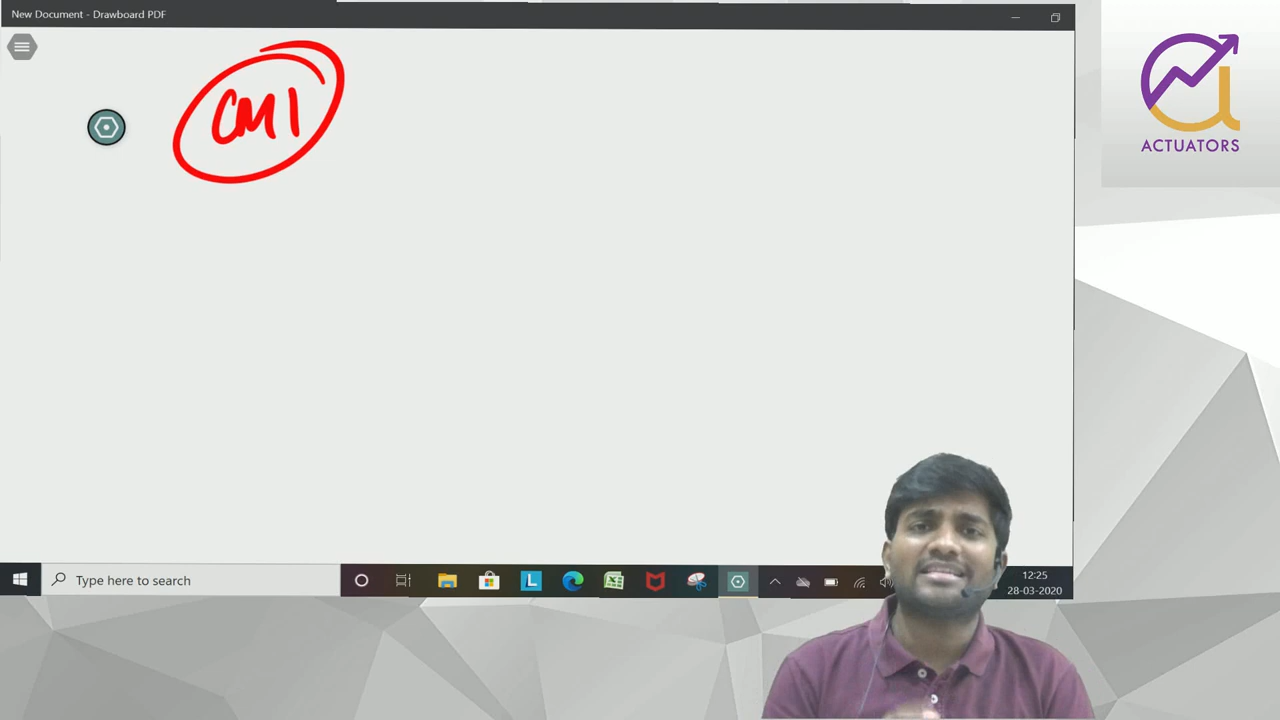 New Document - Drawboard PDF
CM1
ACTUATORS
Type here to search
12:25
28-03-2020